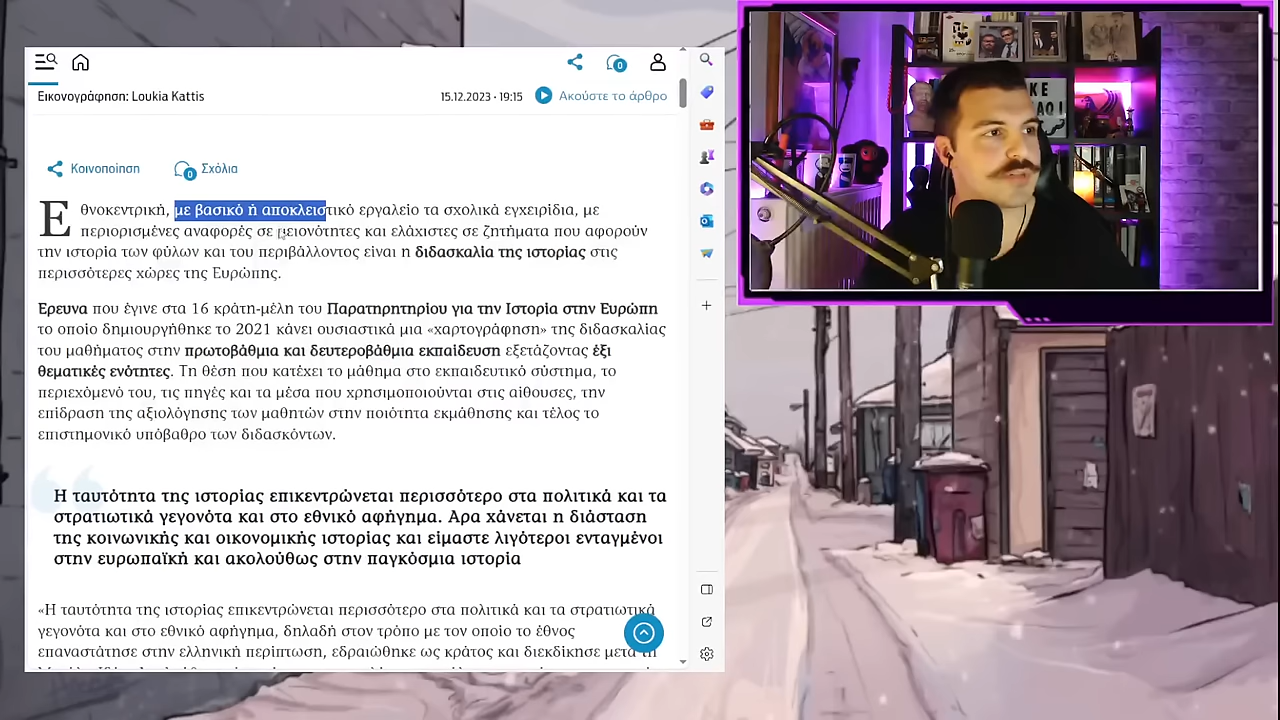 0
Εικονογράφηση: Loukia Kattis
15.12.2023 • 19:15
Ακούστε το άρθρο
Κοινοποίηση
0 Σχόλια
Εθνοκεντρική, με βασικό ή αποκλειστικό εργαλείο τα σχολικά εγχειρίδια, με
περιορισμένες αναφορές σε μειονότητες και ελάχιστες σε ζητήματα που αφορούν
την ιστορία των φύλων και του περιβάλλοντος είναι η διδασκαλία της ιστορίας στις
περισσότερες χώρες της Ευρώπης.
Ερευνα που έγινε στα 16 κράτη-μέλη του Παρατηρητηρίου για την Ιστορία στην Ευρώπη
το οποίο δημιουργήθηκε το 2021 κάνει ουσιαστικά μια «χαρτογράφηση» της διδασκαλίας
του μαθήματος στην πρωτοβάθμια και δευτεροβάθμια εκπαίδευση εξετάζοντας έξι
θεματικές ενότητες. Τη θέση που κατέχει το μάθημα στο εκπαιδευτικό σύστημα, το
περιεχόμενό του, τις πηγές και τα μέσα που χρησιμοποιούνται στις αίθουσες, την
επίδραση της αξιολόγησης των μαθητών στην ποιότητα εκμάθησης και τέλος το
επιστημονικό υπόβαθρο των διδασκόντων.
Η ταυτότητα της ιστορίας επικεντρώνεται περισσότερο στα πολιτικά και τα
στρατιωτικά γεγονότα και στο εθνικό αφήγημα. Αρα χάνεται η διάσταση
της κοινωνικής και οικονομικής ιστορίας και είμαστε λιγότεροι ενταγμένοι
στην ευρωπαϊκή και ακολούθως στην παγκόσμια ιστορία
«Η ταυτότητα της ιστορίας επικεντρώνεται περισσότερο στα πολιτικά και τα στρατιωτικά
γεγονότα και στο εθνικό αφήγημα, δηλαδή στον τρόπο με τον οποίο το έθνος
επαναστάτησε στην ελληνική περίπτωση, εδραιώθηκε ως κράτος και διεκδίκησε μετά τη